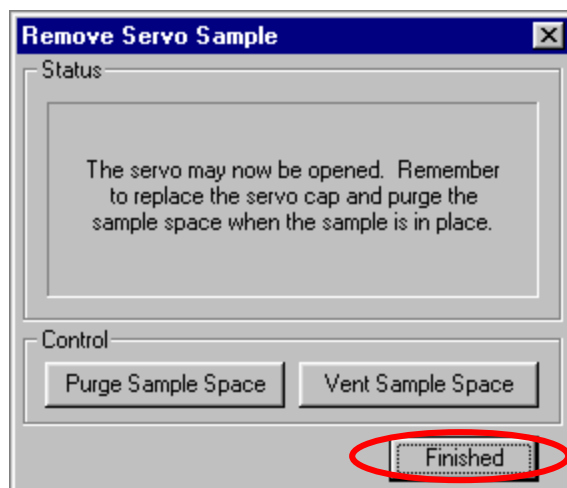 Remove Servo Sample
Status
The servo may now be opened. Remember
to replace the servo cap and purge the
sample space when the sample is in place.
Control
Purge Sample Space
Vent Sample Space
Finished